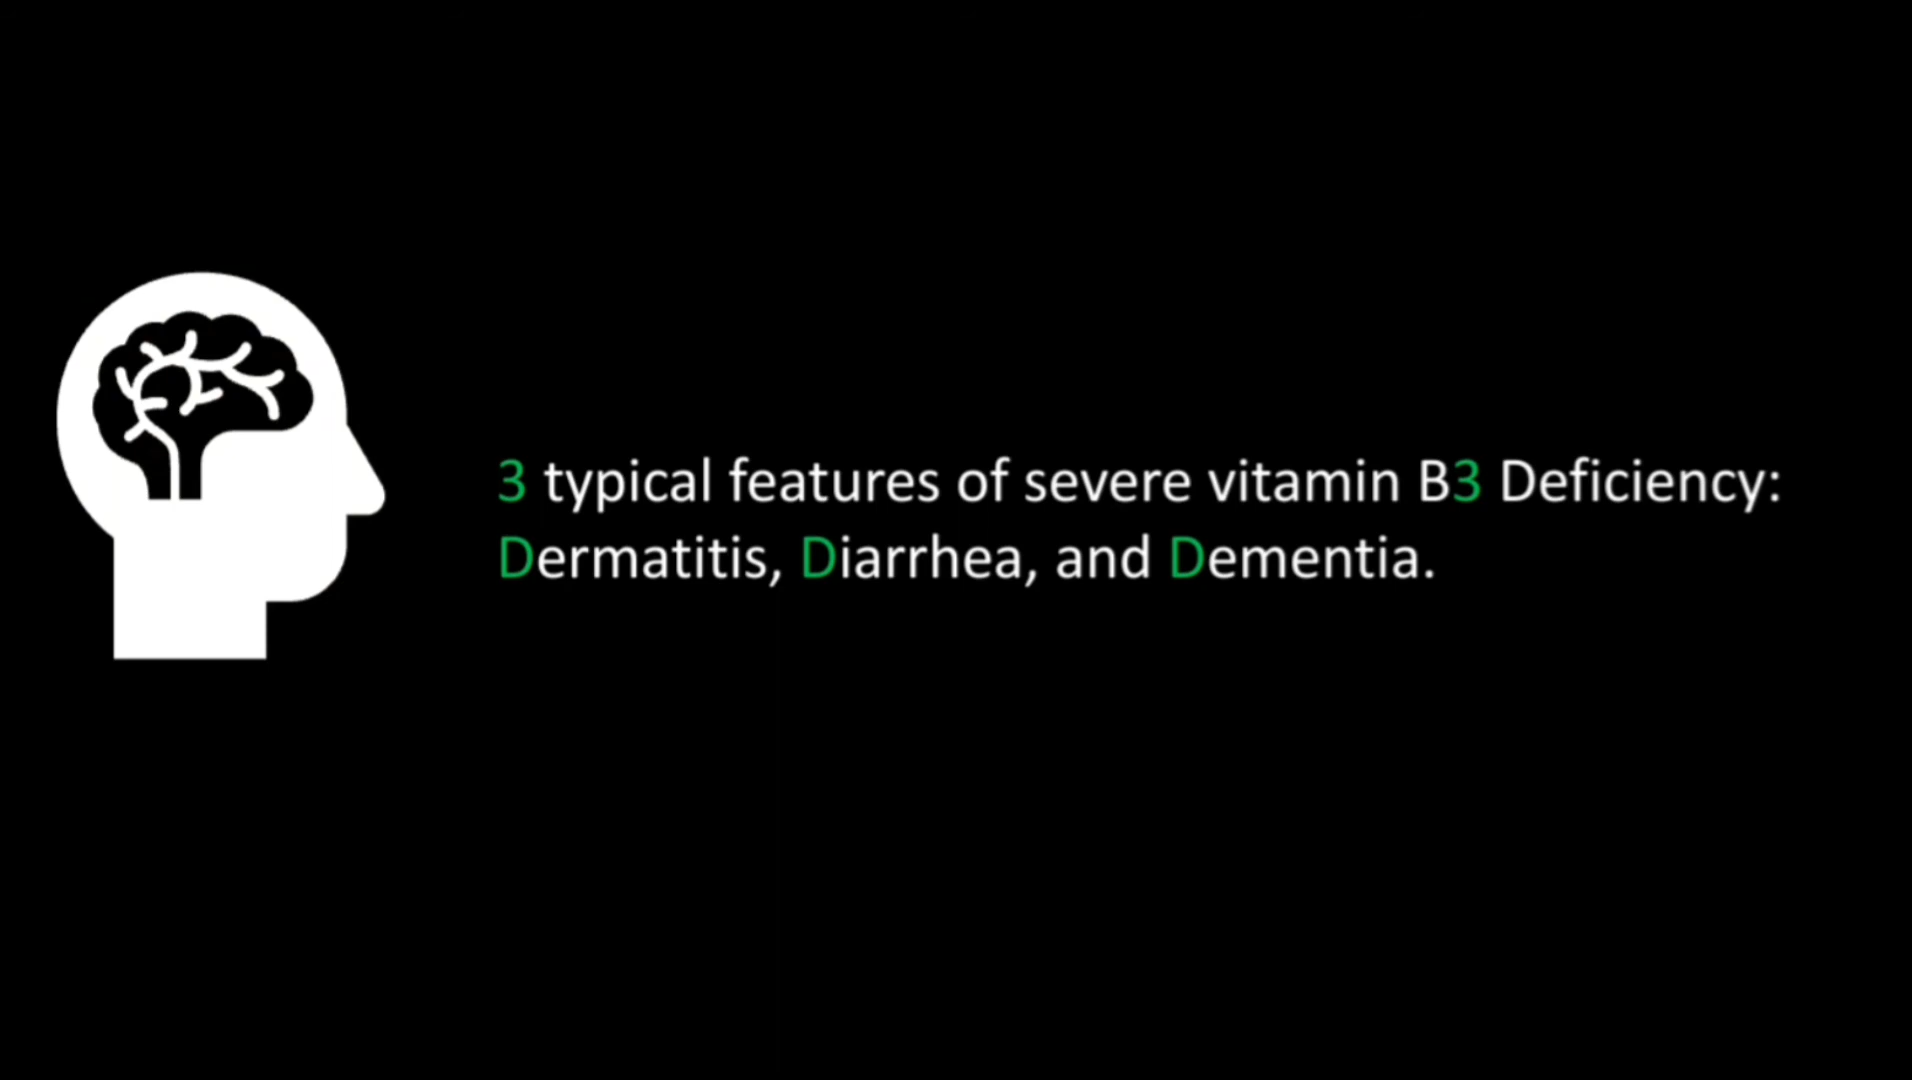 3 typical features of severe vitamin B3 Deficiency:
Dermatitis, Diarrhea, and Dementia.